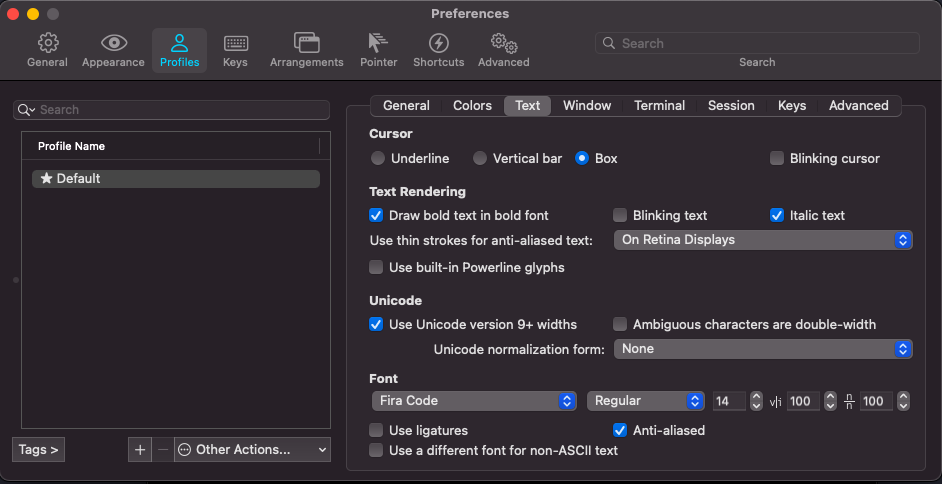 Preferences
General Appearance Profiles Keys Arrangements Pointer Shortcuts Advanced
Search
Search
Search
Profile Name
Default
Tags >
+ − Other Actions...
General Colors Text Window Terminal Session Keys Advanced
Cursor
Underline Vertical bar Box Blinking cursor
Text Rendering
Draw bold text in bold font Blinking text Italic text
Use thin strokes for anti-aliased text: On Retina Displays
Use built-in Powerline glyphs
Unicode
Use Unicode version 9+ widths Ambiguous characters are double-width
Unicode normalization form: None
Font
Fira Code Regular 14 v|i 100 n/n 100
Use ligatures Anti-aliased
Use a different font for non-ASCII text